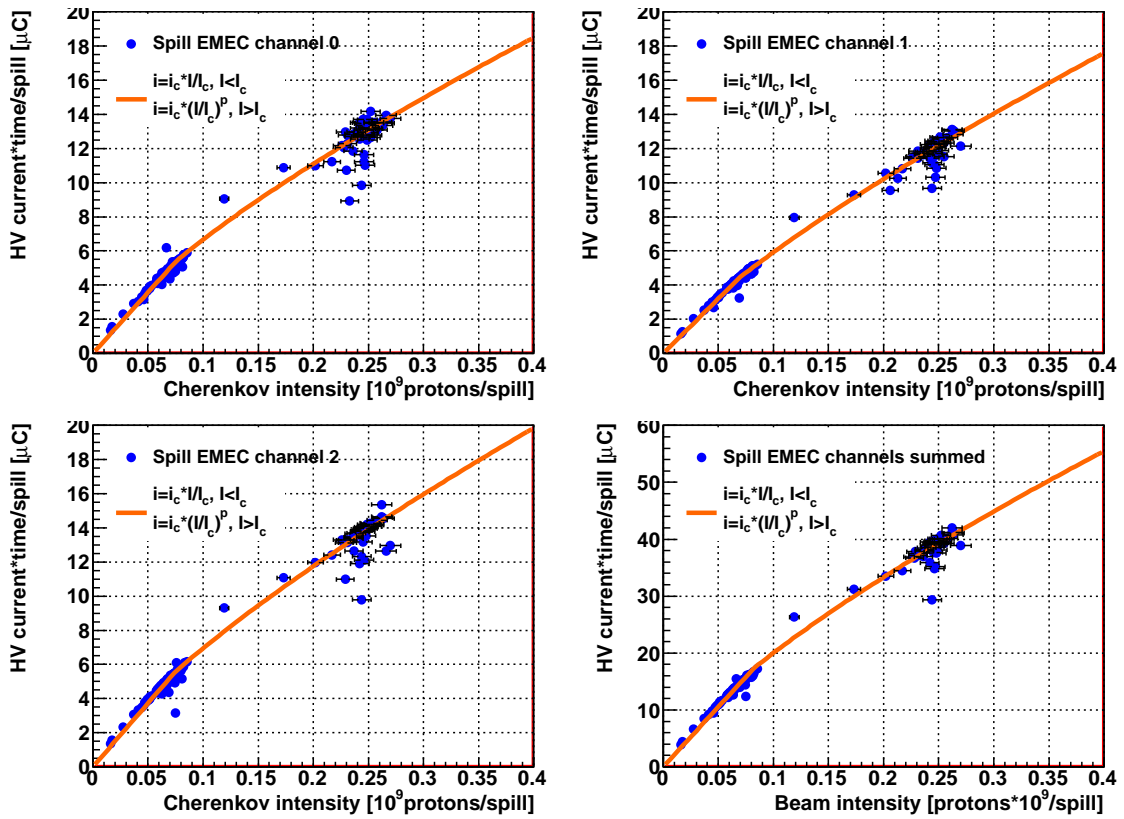 HV current*time/spill [μC]
20
18
16
14
12
10
8
6
4
2
0
Spill EMEC channel 0
i=i_c*I/I_c, I<I_c
i=i_c*(I/I_c)^p, I>I_c
0 0.05 0.1 0.15 0.2 0.25 0.3 0.35 0.4
Cherenkov intensity [10^9protons/spill]
HV current*time/spill [μC]
20
18
16
14
12
10
8
6
4
2
0
Spill EMEC channel 1
i=i_c*I/I_c, I<I_c
i=i_c*(I/I_c)^p, I>I_c
0 0.05 0.1 0.15 0.2 0.25 0.3 0.35 0.4
Cherenkov intensity [10^9protons/spill]
HV current*time/spill [μC]
20
18
16
14
12
10
8
6
4
2
0
Spill EMEC channel 2
i=i_c*I/I_c, I<I_c
i=i_c*(I/I_c)^p, I>I_c
0 0.05 0.1 0.15 0.2 0.25 0.3 0.35 0.4
Cherenkov intensity [10^9protons/spill]
HV current*time/spill [μC]
60
50
40
30
20
10
0
Spill EMEC channels summed
i=i_c*I/I_c, I<I_c
i=i_c*(I/I_c)^p, I>I_c
0 0.05 0.1 0.15 0.2 0.25 0.3 0.35 0.4
Beam intensity [protons*10^9/spill]